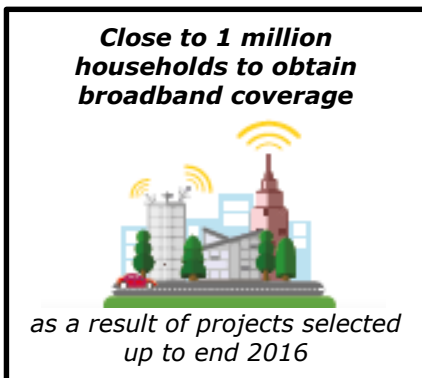 Close to 1 million
households to obtain
broadband coverage
as a result of projects selected
up to end 2016